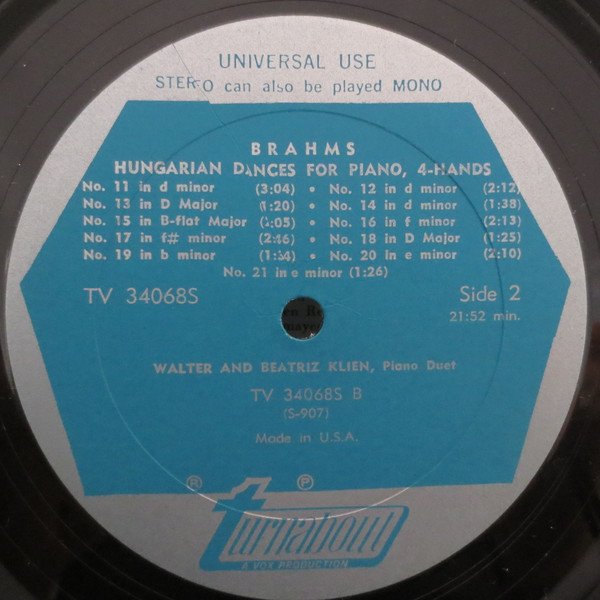 UNIVERSAL USE
STEREO can also be played MONO
BRAHMS
HUNGARIAN DANCES FOR PIANO, 4-HANDS
No. 11 in d minor (3:04) • No. 12 in d minor (2:12)
No. 13 in D Major (1:20) • No. 14 in d minor (1:38)
No. 15 in B-flat Major • No. 16 in f minor (2:13)
No. 17 in f# minor (2:46) • No. 18 in D Major (1:25)
No. 19 in b minor • No. 20 in e minor (2:10)
No. 21 in e minor (1:26)
TV 34068S Side 2
21:52 min.
WALTER AND BEATRIZ KLIEN, Piano Duet
TV 34068S B
(S-907)
Made in U.S.A.
® ℗
turnabout
A VOX PRODUCTION